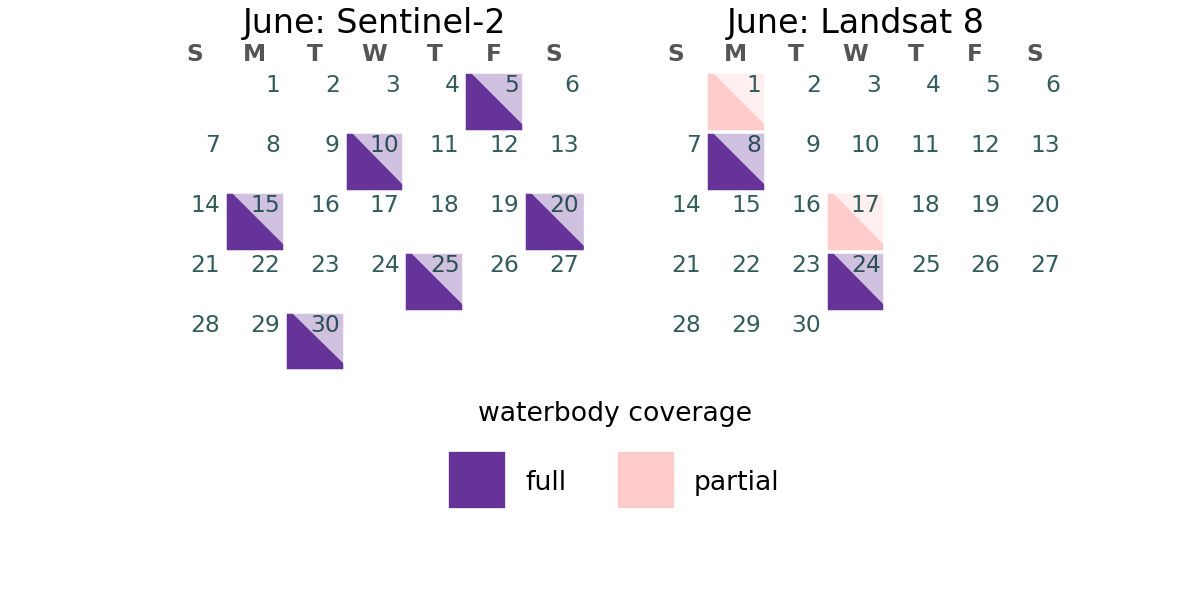 June: Sentinel-2
S M T W T F S
1 2 3 4 5 6
7 8 9 10 11 12 13
14 15 16 17 18 19 20
21 22 23 24 25 26 27
28 29 30
June: Landsat 8
S M T W T F S
1 2 3 4 5 6
7 8 9 10 11 12 13
14 15 16 17 18 19 20
21 22 23 24 25 26 27
28 29 30
waterbody coverage
full
partial